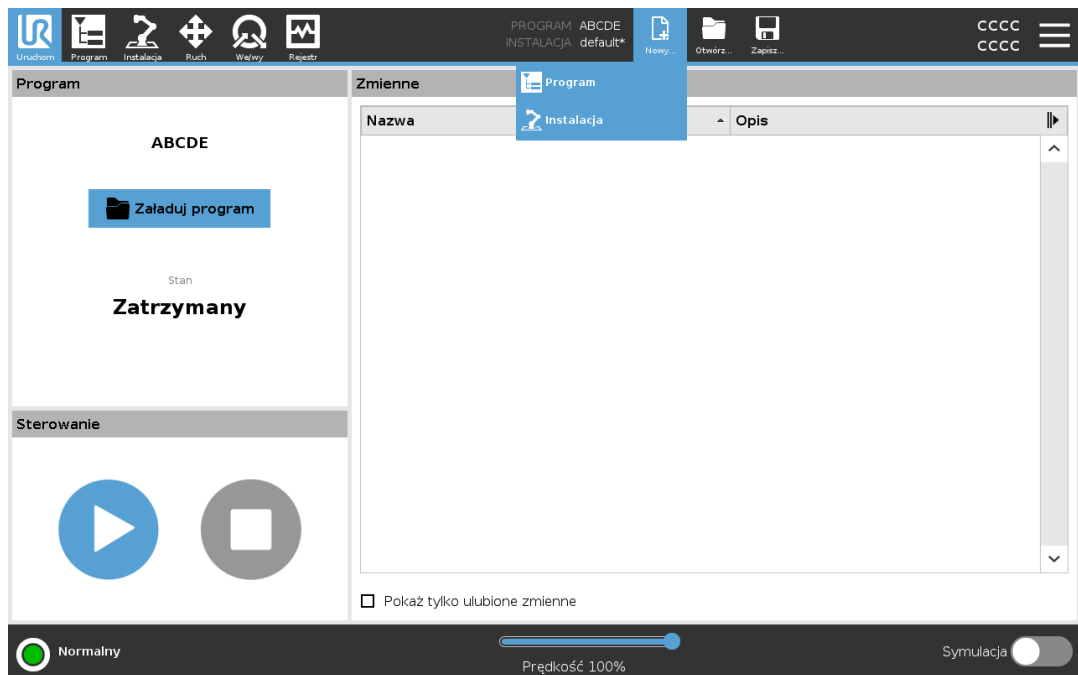 Uruchom
Program
Instalacja
Ruch
We/wy
Rejestr
PROGRAM ABCDE
INSTALACJA default*
Nowy...
Otwórz...
Zapisz...
CCCC
CCCC
Program
Instalacja
Program
Zmienne
ABCDE
Załaduj program
Stan
Zatrzymany
Nazwa
Opis
Sterowanie
Pokaż tylko ulubione zmienne
Normalny
Prędkość 100%
Symulacja